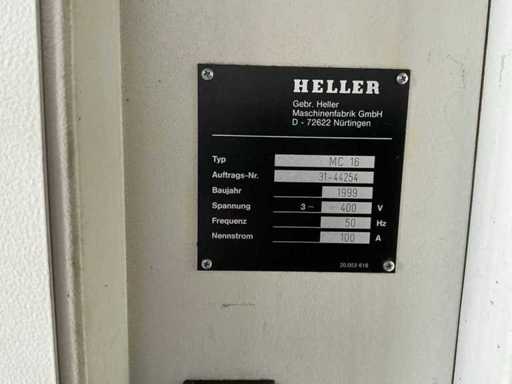 HELLER
Gebr. Heller
Maschinenfabrik GmbH
D - 72622 Nürtingen
Typ MC 16
Auftrags-Nr. 31-44254
Baujahr 1999
Spannung 3~ 400 V
Frequenz 50 Hz
Nennstrom 100 A
20.053 618